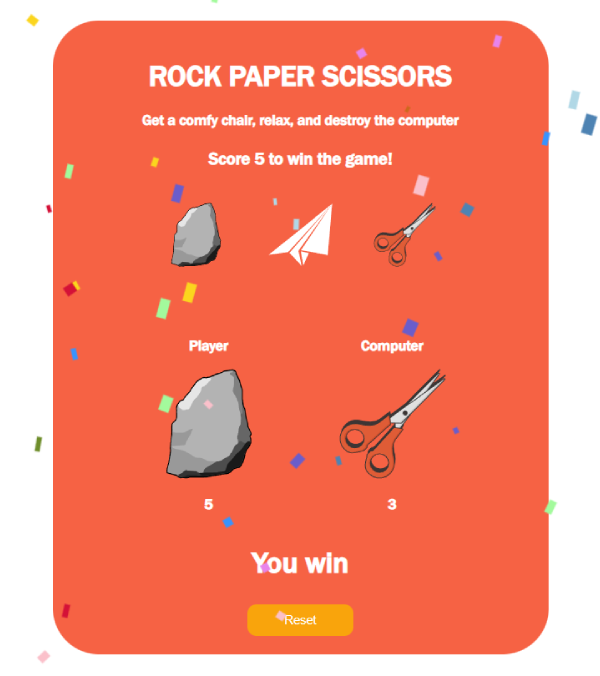 ROCK PAPER SCISSORS
Get a comfy chair, relax, and destroy the computer
Score 5 to win the game!
Player Computer
5 3
You win
Reset